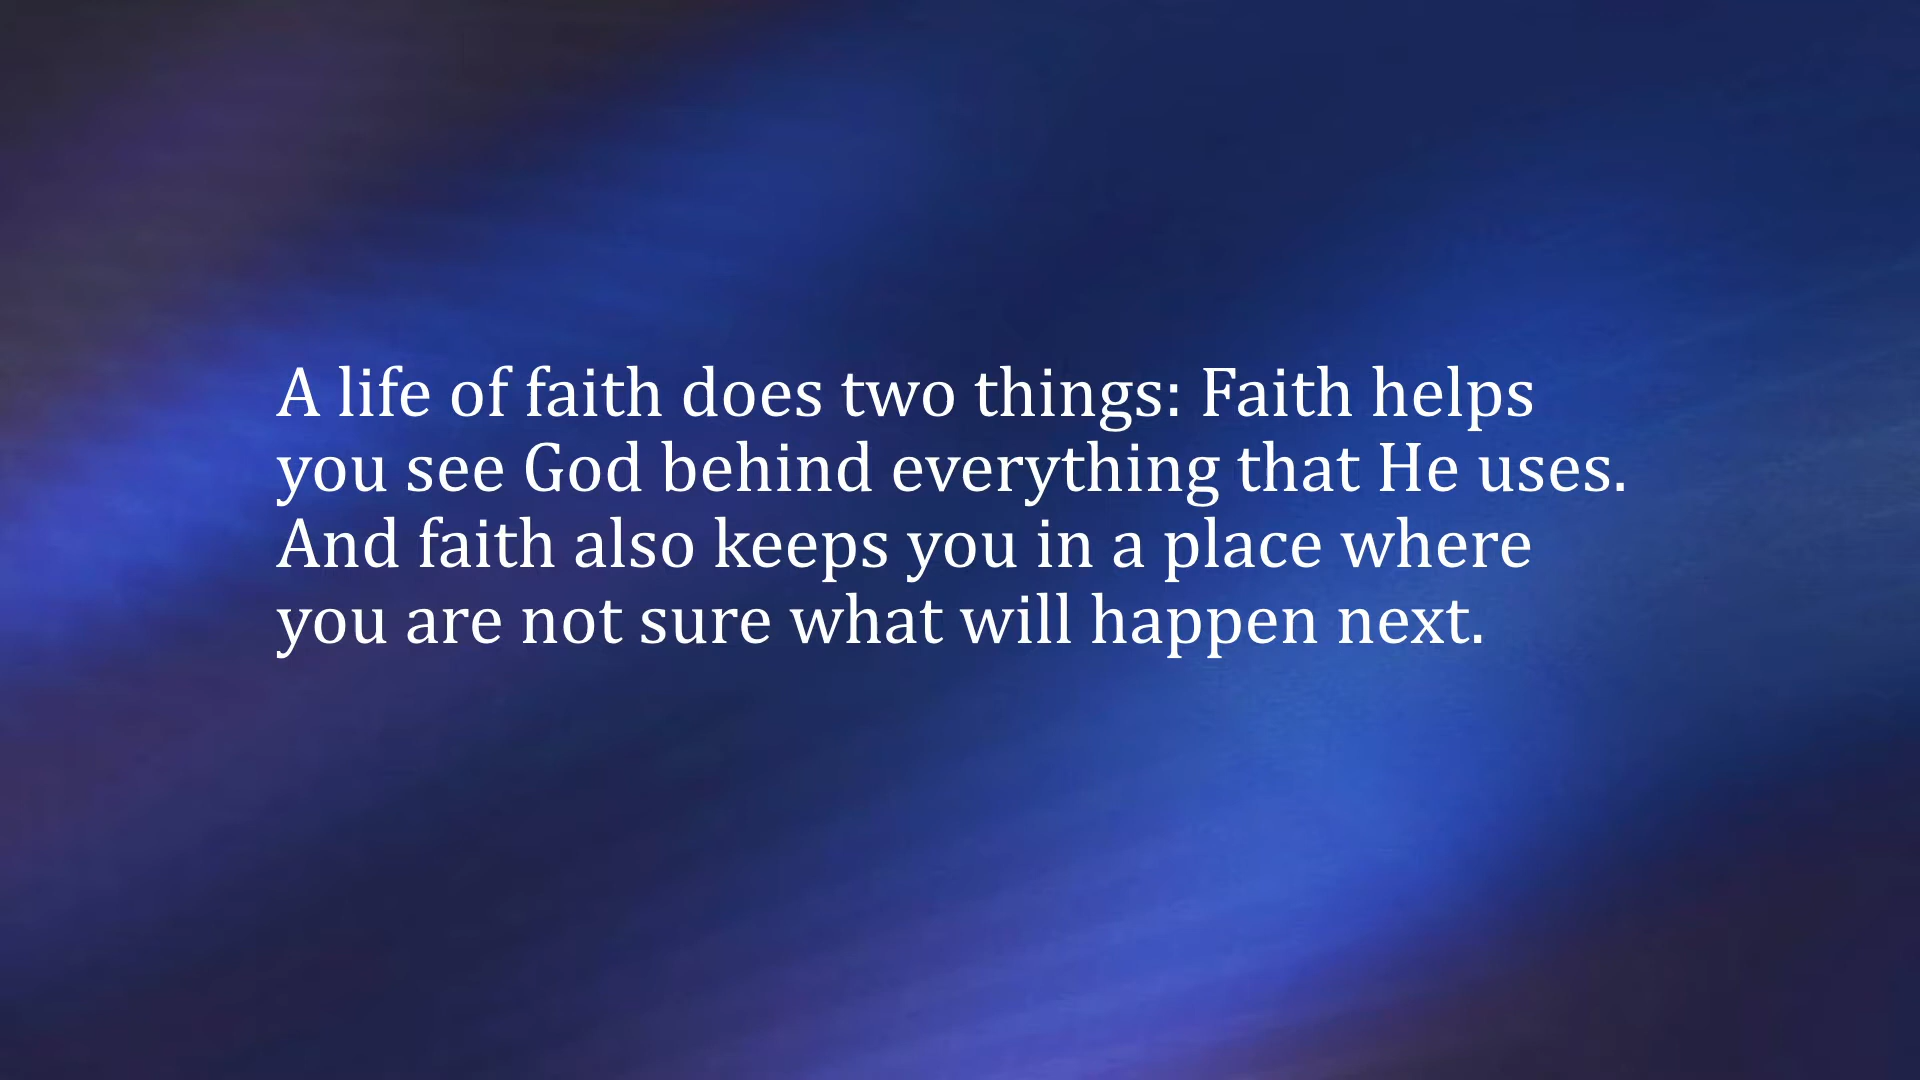 A life of faith does two things: Faith helps
you see God behind everything that He uses.
And faith also keeps you in a place where
you are not sure what will happen next.